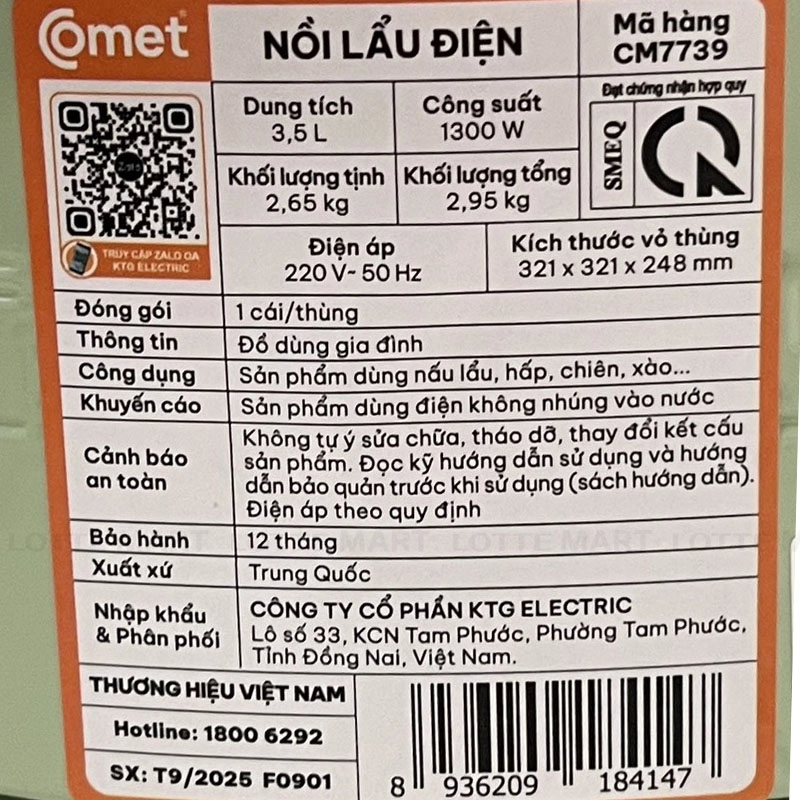 Comet
NỒI LẨU ĐIỆN
Mã hàng
CM7739
Dung tích
3,5 L
Công suất
1300 W
Đạt chứng nhận hợp quy
SMEQ
Khối lượng tịnh
2,65 kg
Khối lượng tổng
2,95 kg
TRUY CẬP ZALO OA
KTG ELECTRIC
Điện áp
220 V~ 50 Hz
Kích thước vỏ thùng
321 x 321 x 248 mm
Đóng gói 1 cái/thùng
Thông tin Đồ dùng gia đình
Công dụng Sản phẩm dùng nấu lẩu, hấp, chiên, xào...
Khuyến cáo Sản phẩm dùng điện không nhúng vào nước
Cảnh báo
an toàn
Không tự ý sửa chữa, tháo dỡ, thay đổi kết cấu
sản phẩm. Đọc kỹ hướng dẫn sử dụng và hướng
dẫn bảo quản trước khi sử dụng (sách hướng dẫn).
Điện áp theo quy định
LOTTE MART LOTTE MART LOTTE
Bảo hành 12 tháng
Xuất xứ Trung Quốc
Nhập khẩu
& Phân phối
CÔNG TY CỔ PHẦN KTG ELECTRIC
Lô số 33, KCN Tam Phước, Phường Tam Phước,
Tỉnh Đồng Nai, Việt Nam.
THƯƠNG HIỆU VIỆT NAM
Hotline: 1800 6292
SX: T9/2025 F0901
8 936209 184147